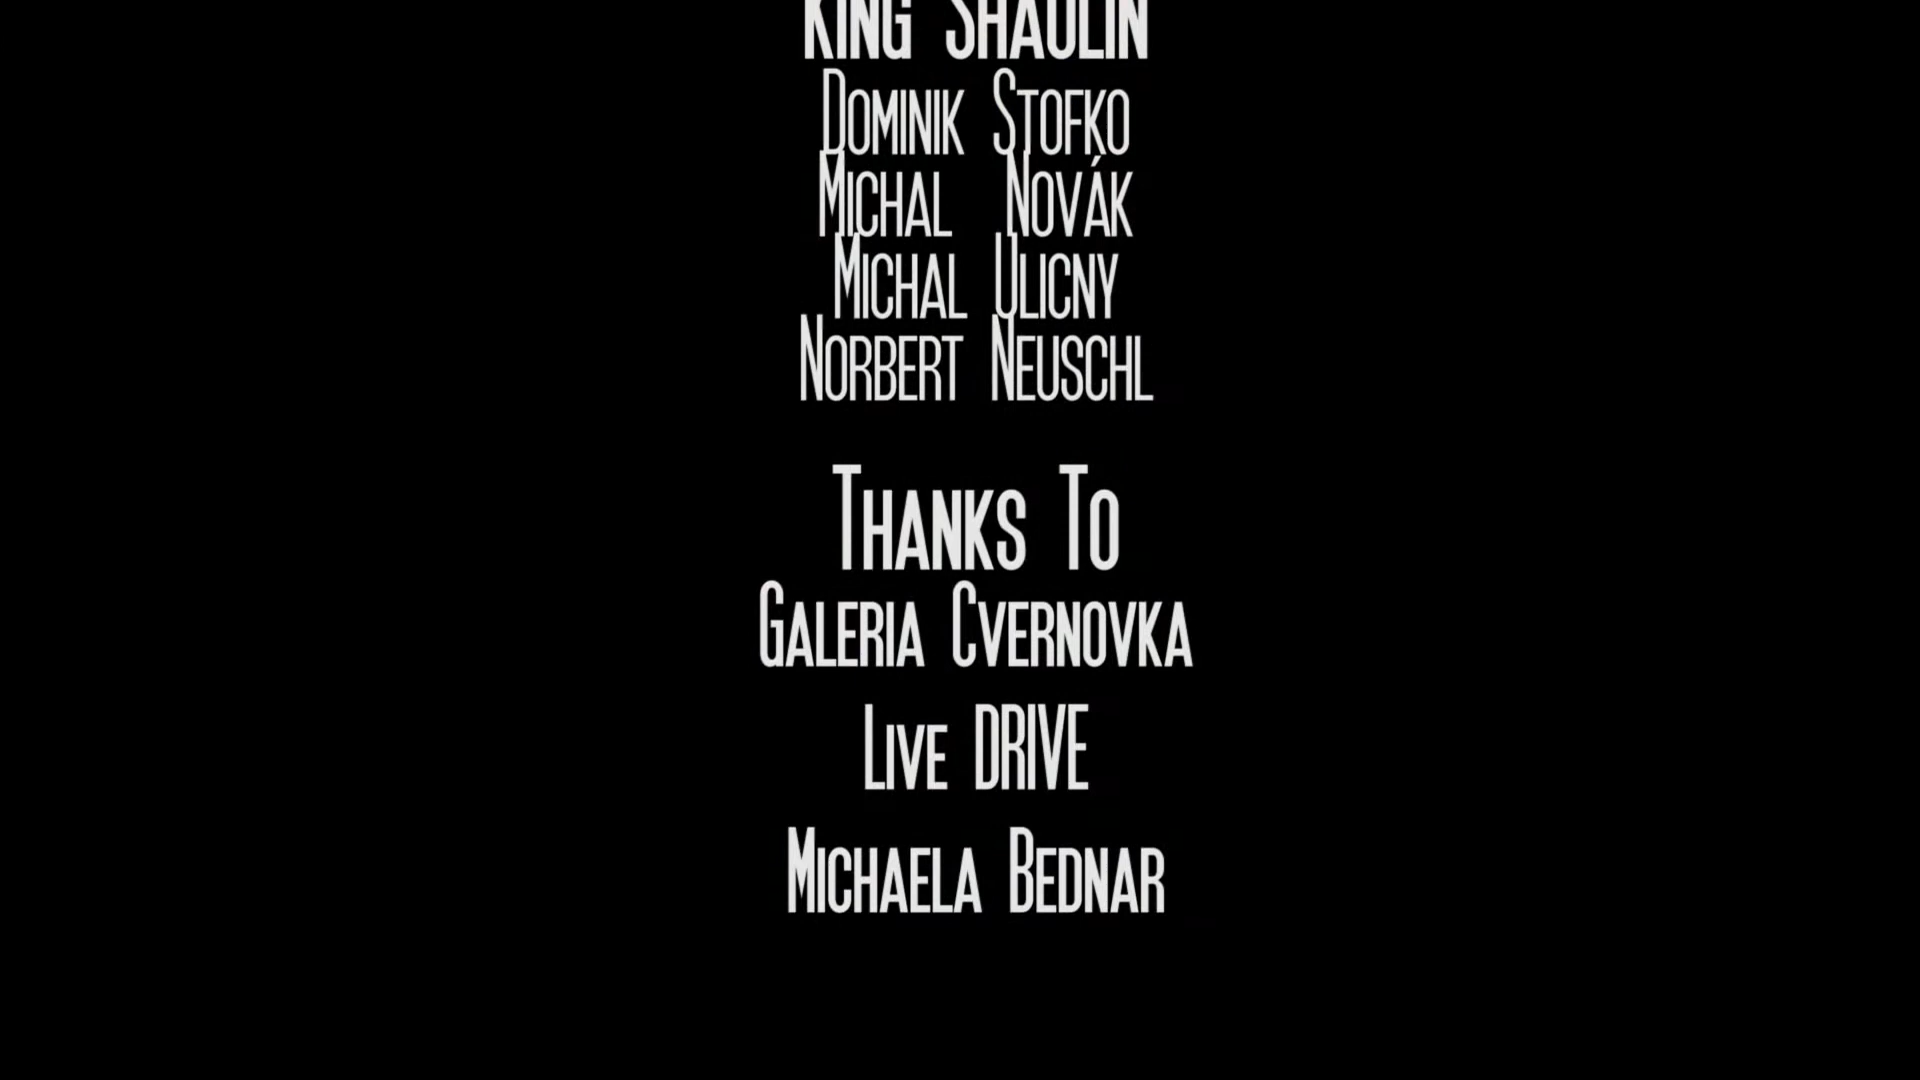 King Shaolin
Dominik Stofko
Michal Novák
Michal Ulicny
Norbert Neuschl
Thanks To
Galeria Cvernovka
Live DRIVE
Michaela Bednar